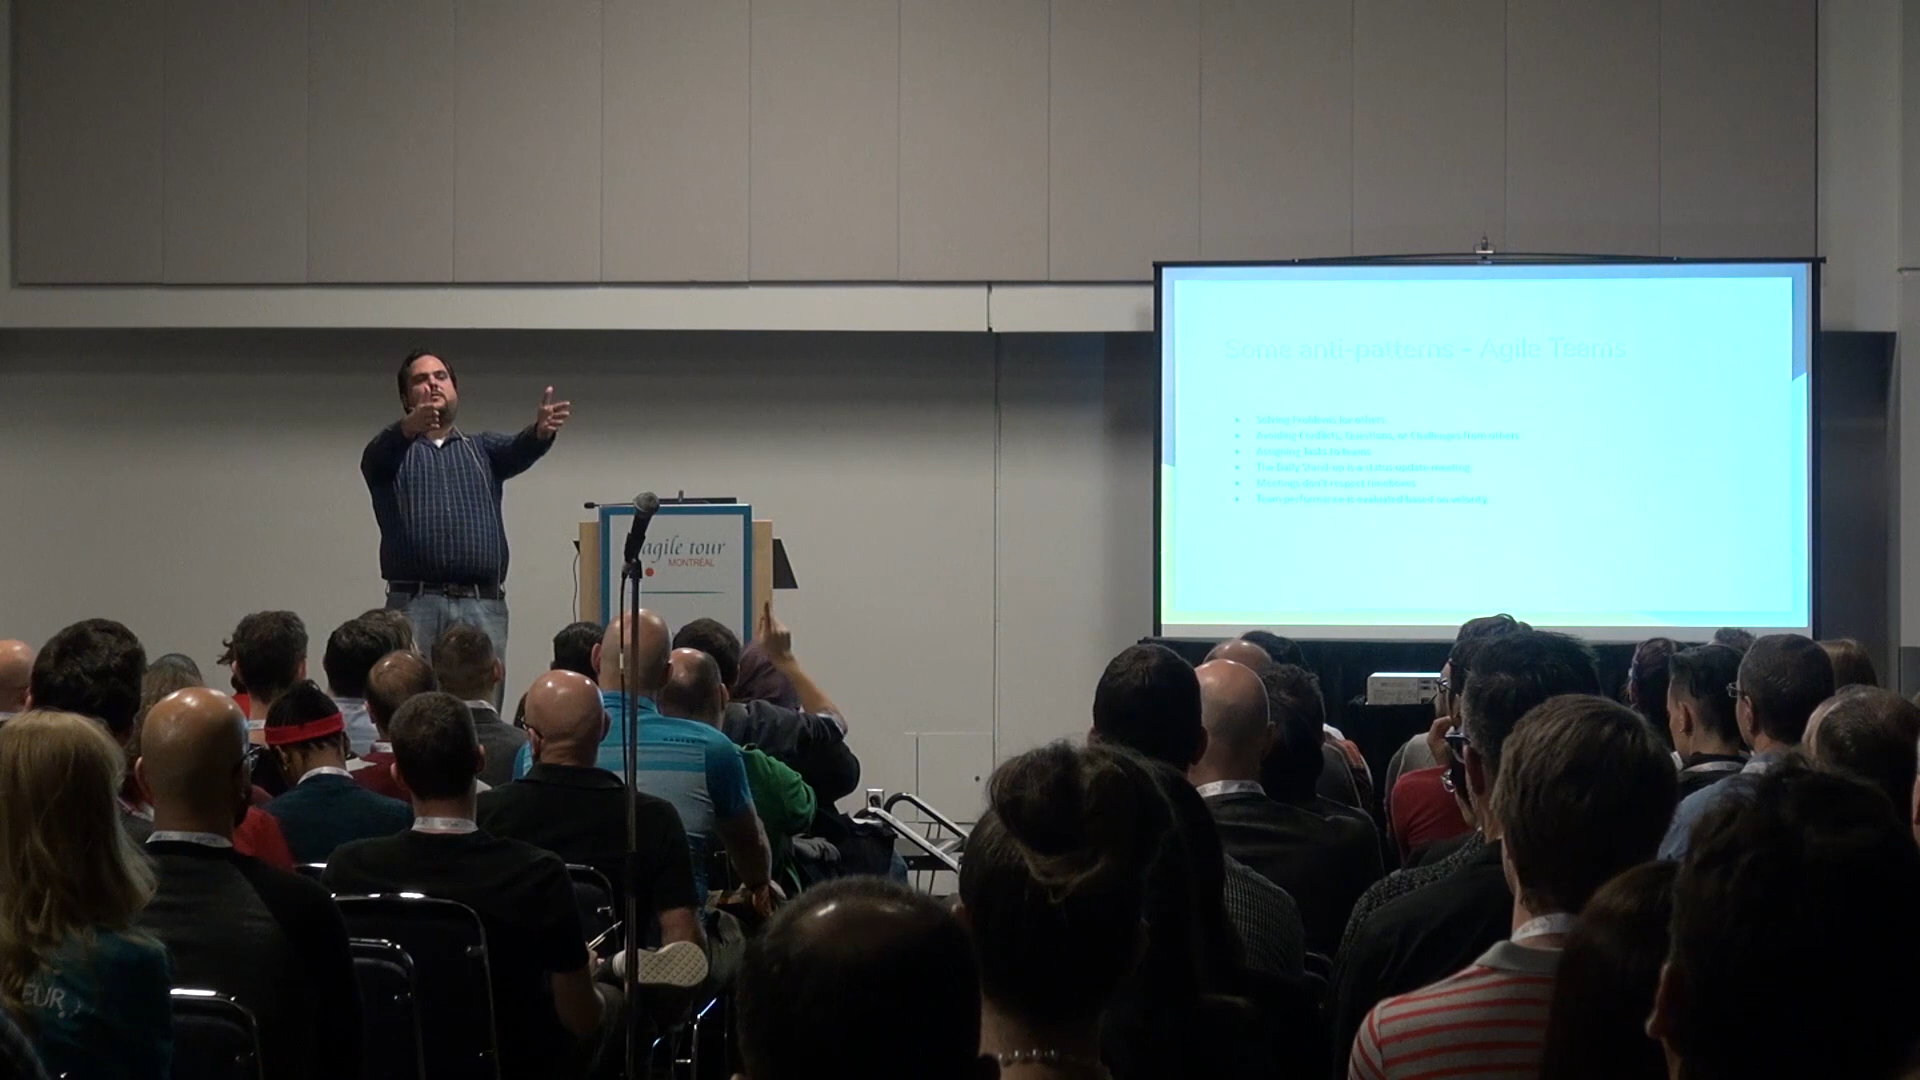 Some anti-patterns - Agile Teams
• Solving Problems for others.
• Avoiding Conflicts, Questions, or Challenges from others
• Assigning Tasks to teams.
• The Daily Stand-up is a status update meeting.
• Meetings don't respect timeboxes.
• Team performance is evaluated based on velocity.
agile tour
MONTRÉAL
EUR